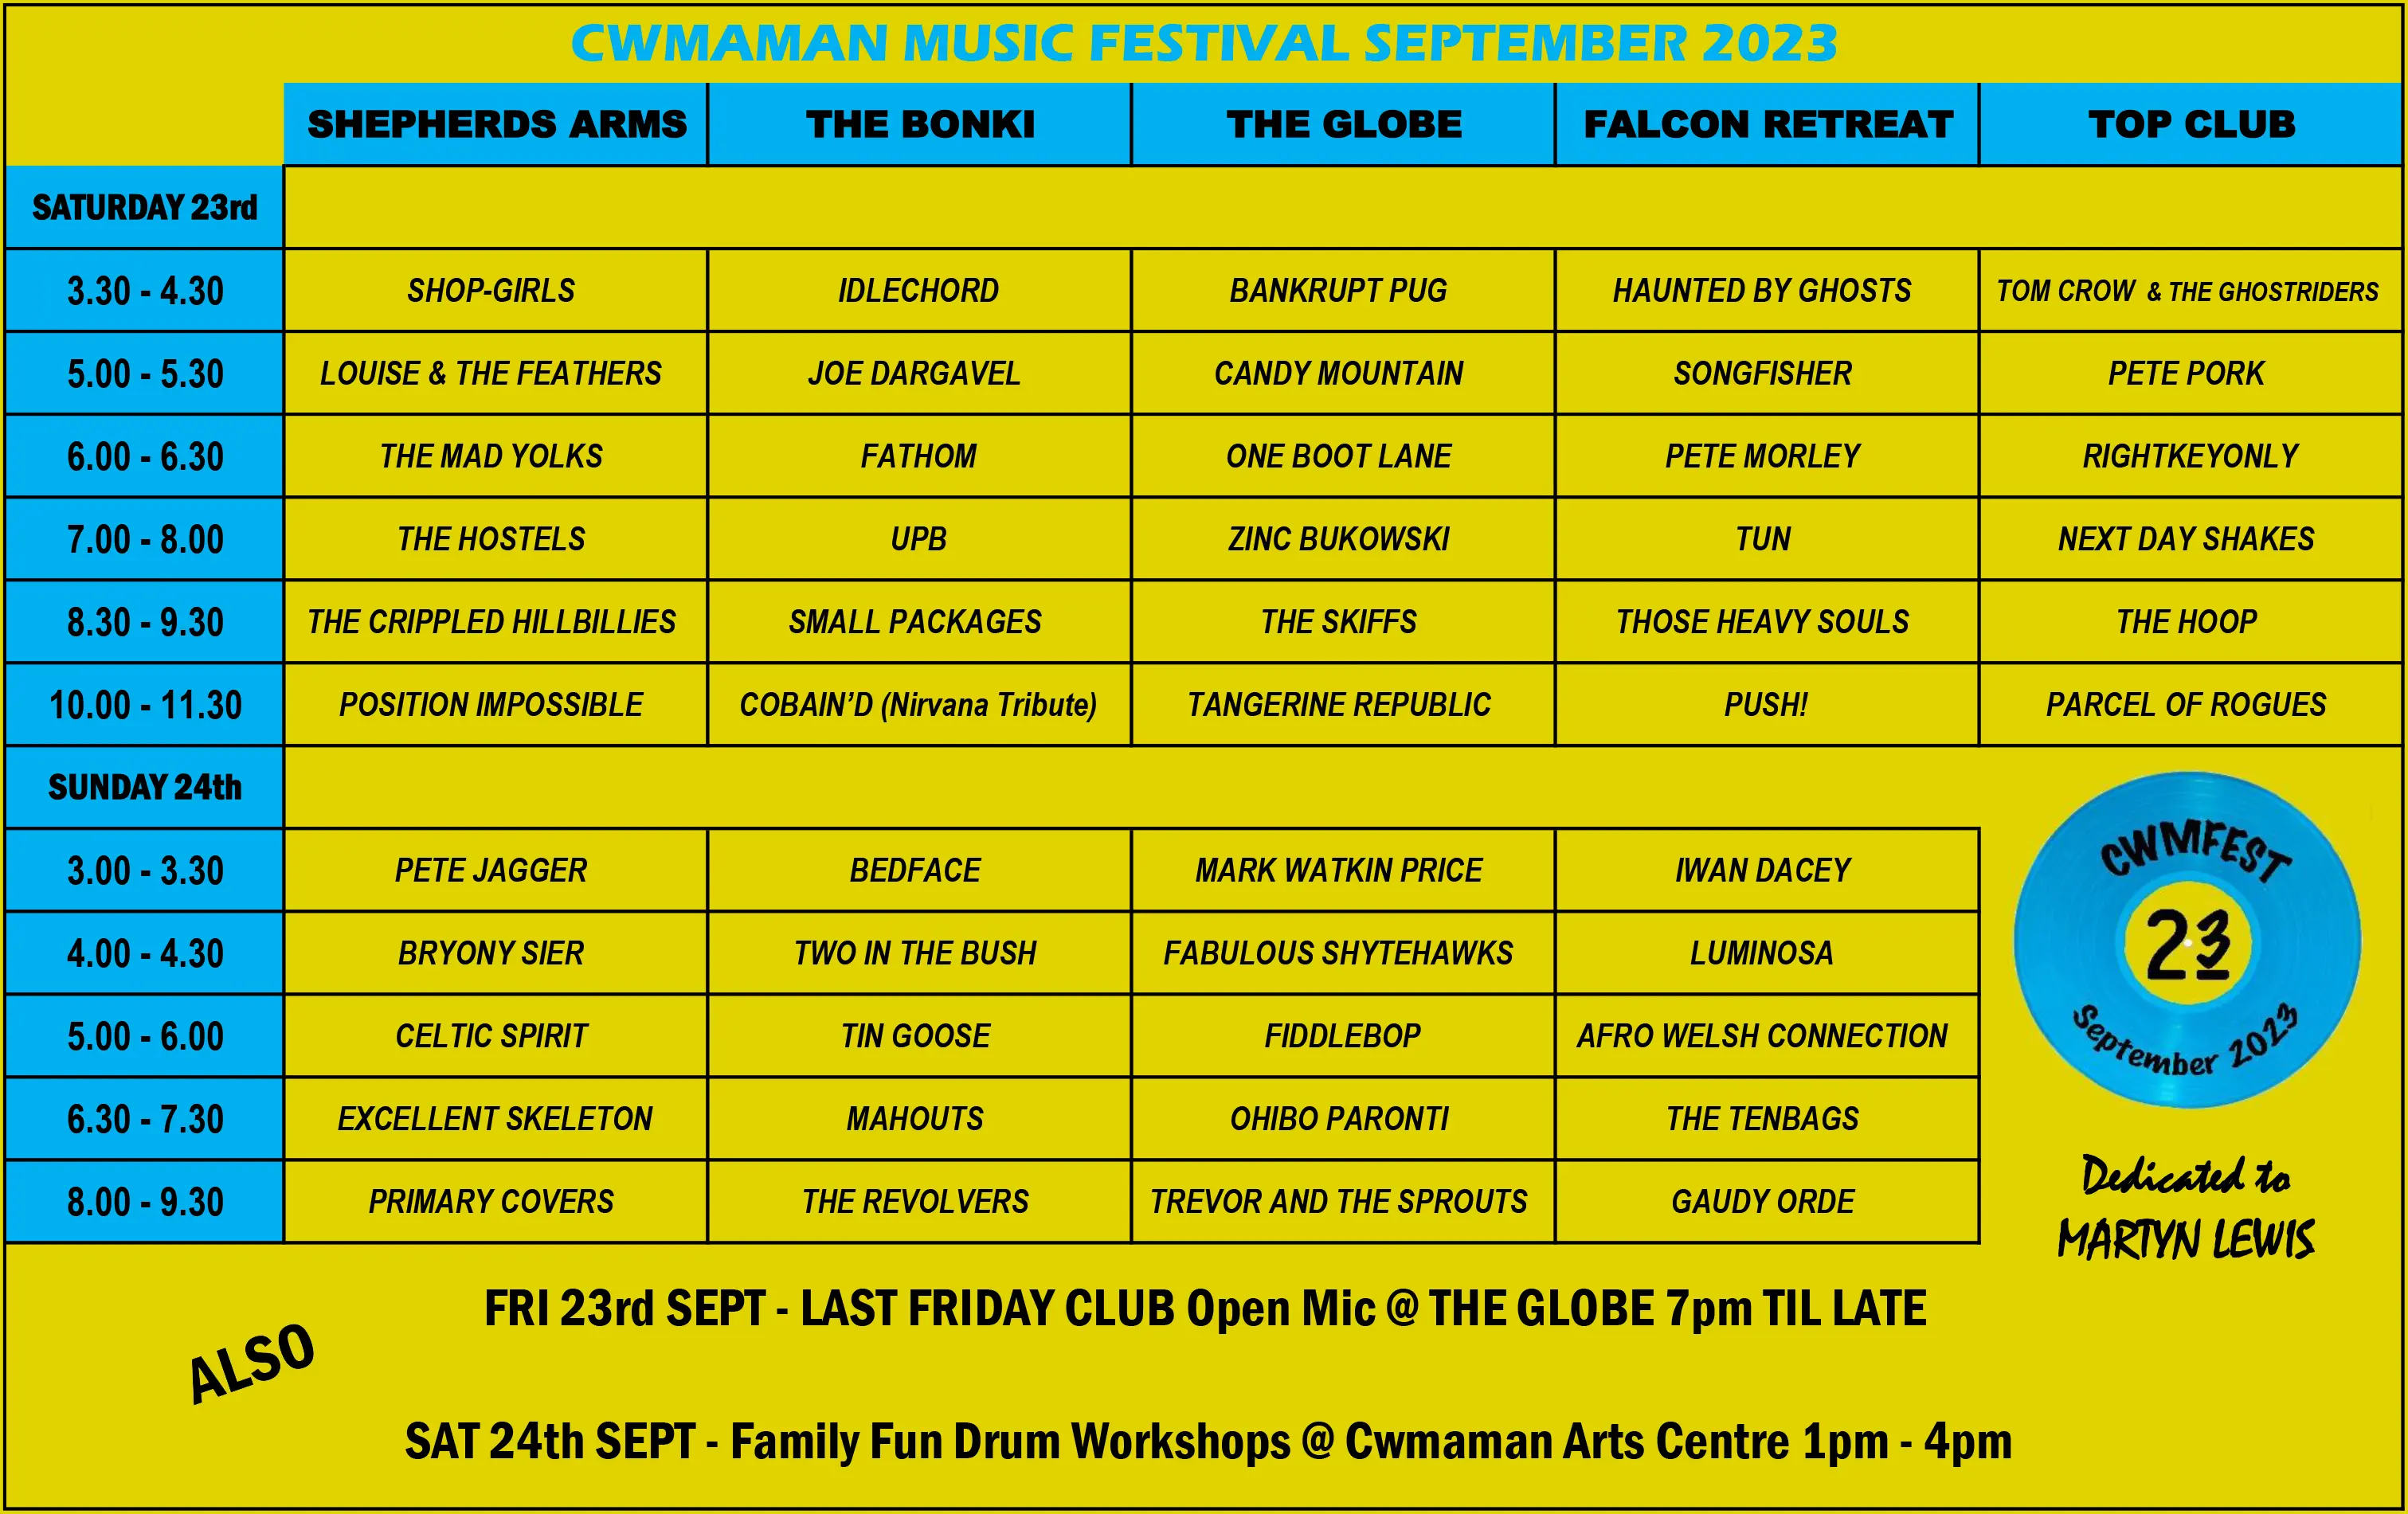 CWMAMAN MUSIC FESTIVAL SEPTEMBER 2023
SHEPHERDS ARMS THE BONKI THE GLOBE FALCON RETREAT TOP CLUB
SATURDAY 23rd
3.30 - 4.30 SHOP-GIRLS IDLECHORD BANKRUPT PUG HAUNTED BY GHOSTS TOM CROW & THE GHOSTRIDERS
5.00 - 5.30 LOUISE & THE FEATHERS JOE DARGAVEL CANDY MOUNTAIN SONGFISHER PETE PORK
6.00 - 6.30 THE MAD YOLKS FATHOM ONE BOOT LANE PETE MORLEY RIGHTKEYONLY
7.00 - 8.00 THE HOSTELS UPB ZINC BUKOWSKI TUN NEXT DAY SHAKES
8.30 - 9.30 THE CRIPPLED HILLBILLIES SMALL PACKAGES THE SKIFFS THOSE HEAVY SOULS THE HOOP
10.00 - 11.30 POSITION IMPOSSIBLE COBAIN’D (Nirvana Tribute) TANGERINE REPUBLIC PUSH! PARCEL OF ROGUES
SUNDAY 24th
3.00 - 3.30 PETE JAGGER BEDFACE MARK WATKIN PRICE IWAN DACEY
4.00 - 4.30 BRYONY SIER TWO IN THE BUSH FABULOUS SHYTEHAWKS LUMINOSA
5.00 - 6.00 CELTIC SPIRIT TIN GOOSE FIDDLEBOP AFRO WELSH CONNECTION
6.30 - 7.30 EXCELLENT SKELETON MAHOUTS OHIBO PARONTI THE TENBAGS
8.00 - 9.30 PRIMARY COVERS THE REVOLVERS TREVOR AND THE SPROUTS GAUDY ORDE
CWMFEST
23
September 2023
Dedicated to
MARTYN LEWIS
ALSO
FRI 23rd SEPT - LAST FRIDAY CLUB Open Mic @ THE GLOBE 7pm TIL LATE
SAT 24th SEPT - Family Fun Drum Workshops @ Cwmaman Arts Centre 1pm - 4pm